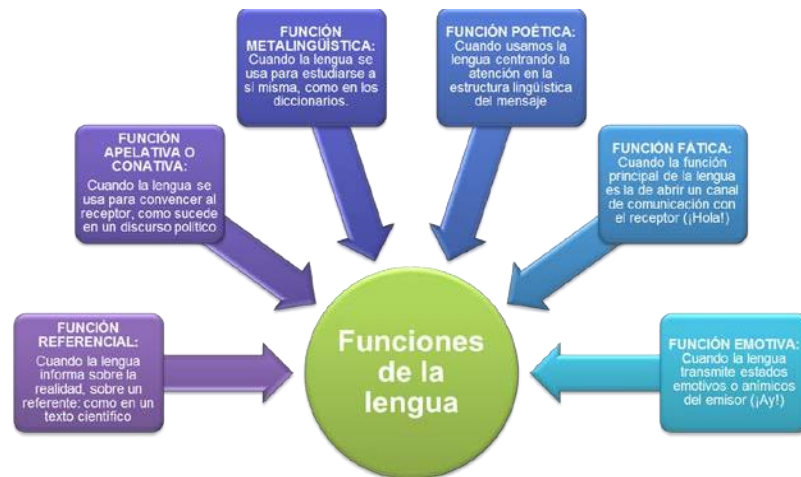 FUNCIÓN
REFERENCIAL:
Cuando la lengua
informa sobre la
realidad, sobre un
referente: como en un
texto científico
FUNCIÓN
APELATIVA O
CONATIVA:
Cuando la lengua se
usa para convencer al
receptor, como sucede
en un discurso político
FUNCIÓN
METALINGÜÍSTICA:
Cuando la lengua se
usa para estudiarse a
sí misma, como en los
diccionarios.
FUNCIÓN POÉTICA:
Cuando usamos la
lengua centrando la
atención en la
estructura lingüística
del mensaje
FUNCIÓN FÁTICA:
Cuando la función
principal de la lengua
es la de abrir un canal
de comunicación con
el receptor (¡Hola!)
FUNCIÓN EMOTIVA:
Cuando la lengua
transmite estados
emotivos o anímicos
del emisor (¡Ay!)
Funciones
de la
lengua